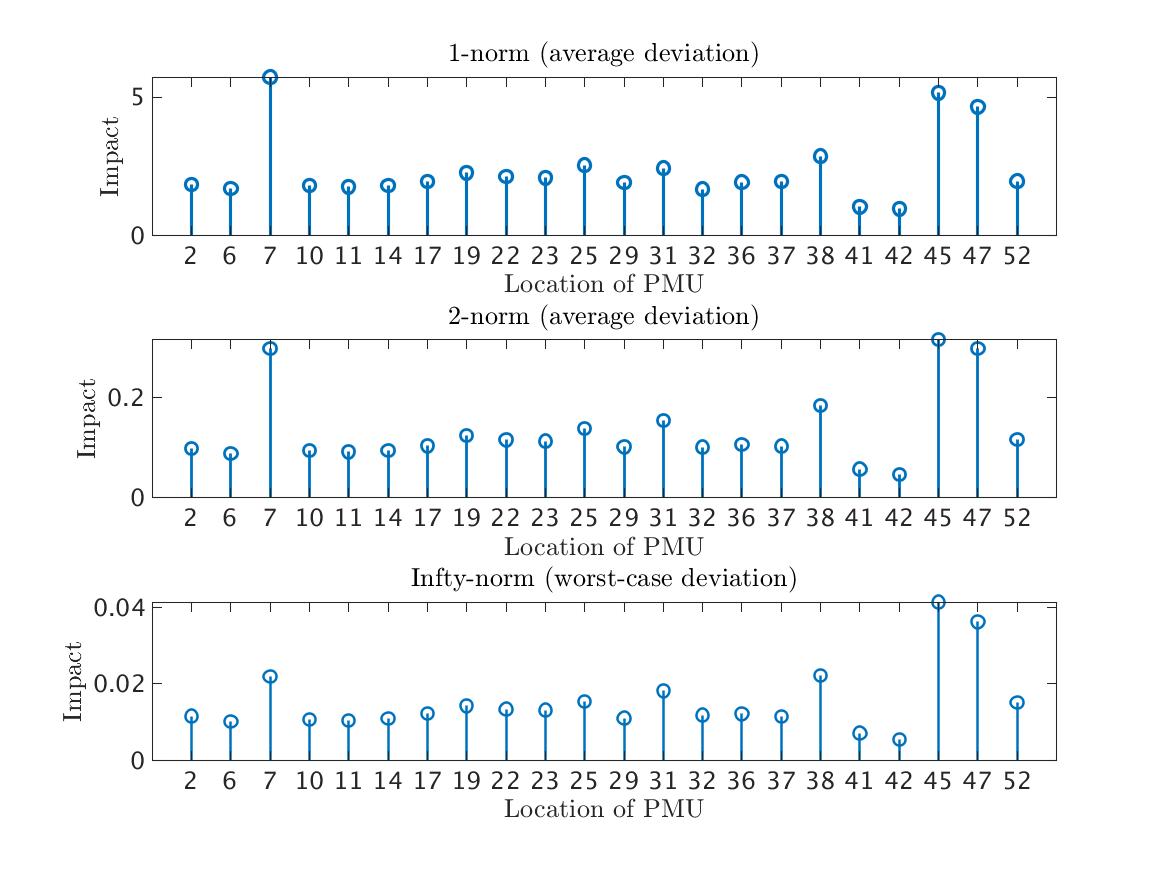 1-norm (average deviation)
5
0
Impact
2 6 7 10 11 14 17 19 22 23 25 29 31 32 36 37 38 41 42 45 47 52
Location of PMU
2-norm (average deviation)
0.2
0
Impact
2 6 7 10 11 14 17 19 22 23 25 29 31 32 36 37 38 41 42 45 47 52
Location of PMU
Infty-norm (worst-case deviation)
0.04
0.02
0
Impact
2 6 7 10 11 14 17 19 22 23 25 29 31 32 36 37 38 41 42 45 47 52
Location of PMU